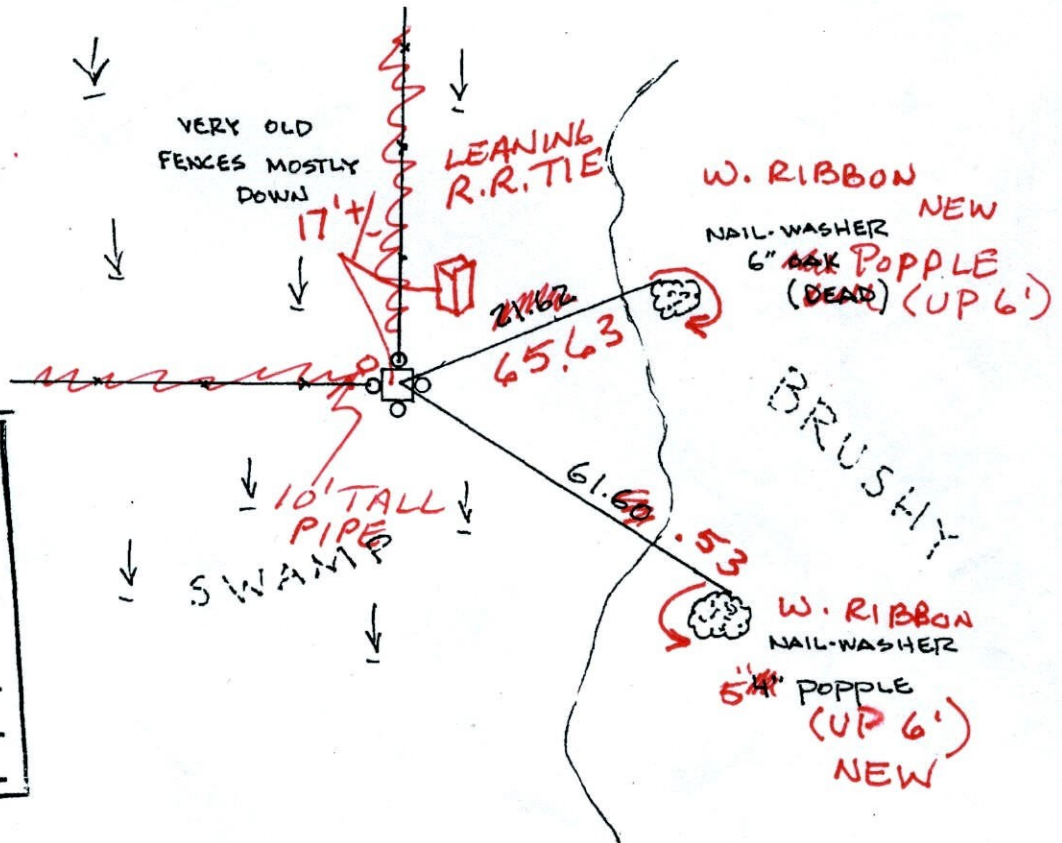 VERY OLD
FENCES MOSTLY
DOWN
17'±
LEANING
R.R. TIE
W. RIBBON
NEW
NAIL-WASHER
6" OAK POPPLE
(DEAD) (UP 6')
21.62
65.63
BRUSHY
61.60 .53
10' TALL
PIPE
SWAMP
W. RIBBON
NAIL-WASHER
5" 4" POPPLE
(UP 6')
NEW